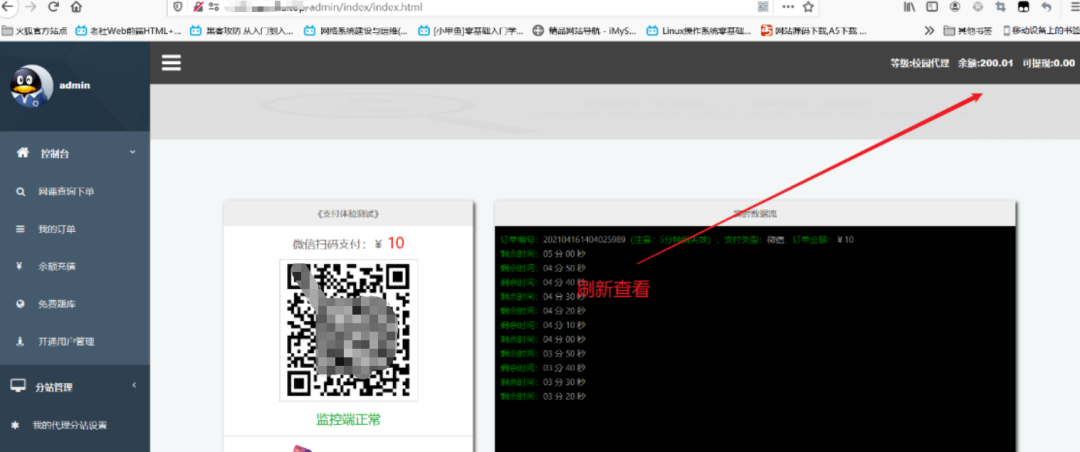 admin/index/index.html
火狐官方站点 老杜Web前端HTML+... 黑客攻防 从入门到入... 网络系统建设与运维(... [小甲鱼]零基础入门学... 精品网站导航 - iMyS... Linux操作系统零基础... 网站源码下载,A5下载 ... 其他书签 移动设备上的书签
等级:校园代理 余额:200.01 可提现:0.00
admin
控制台
网课查询下单
我的订单
余额充值
免费题库
开通用户管理
分站管理
我的代理分站设置
《支付体验测试》
微信扫码支付：¥ 10
监控端正常
实时数据流
订单编号：202104161404025989 (注意：5分钟后失效) ，支付类型：微信，订单金额：¥ 10
剩余时间：05 分 00 秒
剩余时间：04 分 50 秒
剩余时间：04 分 40 秒
剩余时间：04 分 30 秒
剩余时间：04 分 20 秒
剩余时间：04 分 10 秒
剩余时间：04 分 00 秒
剩余时间：03 分 50 秒
剩余时间：03 分 40 秒
剩余时间：03 分 30 秒
剩余时间：03 分 20 秒
刷新查看